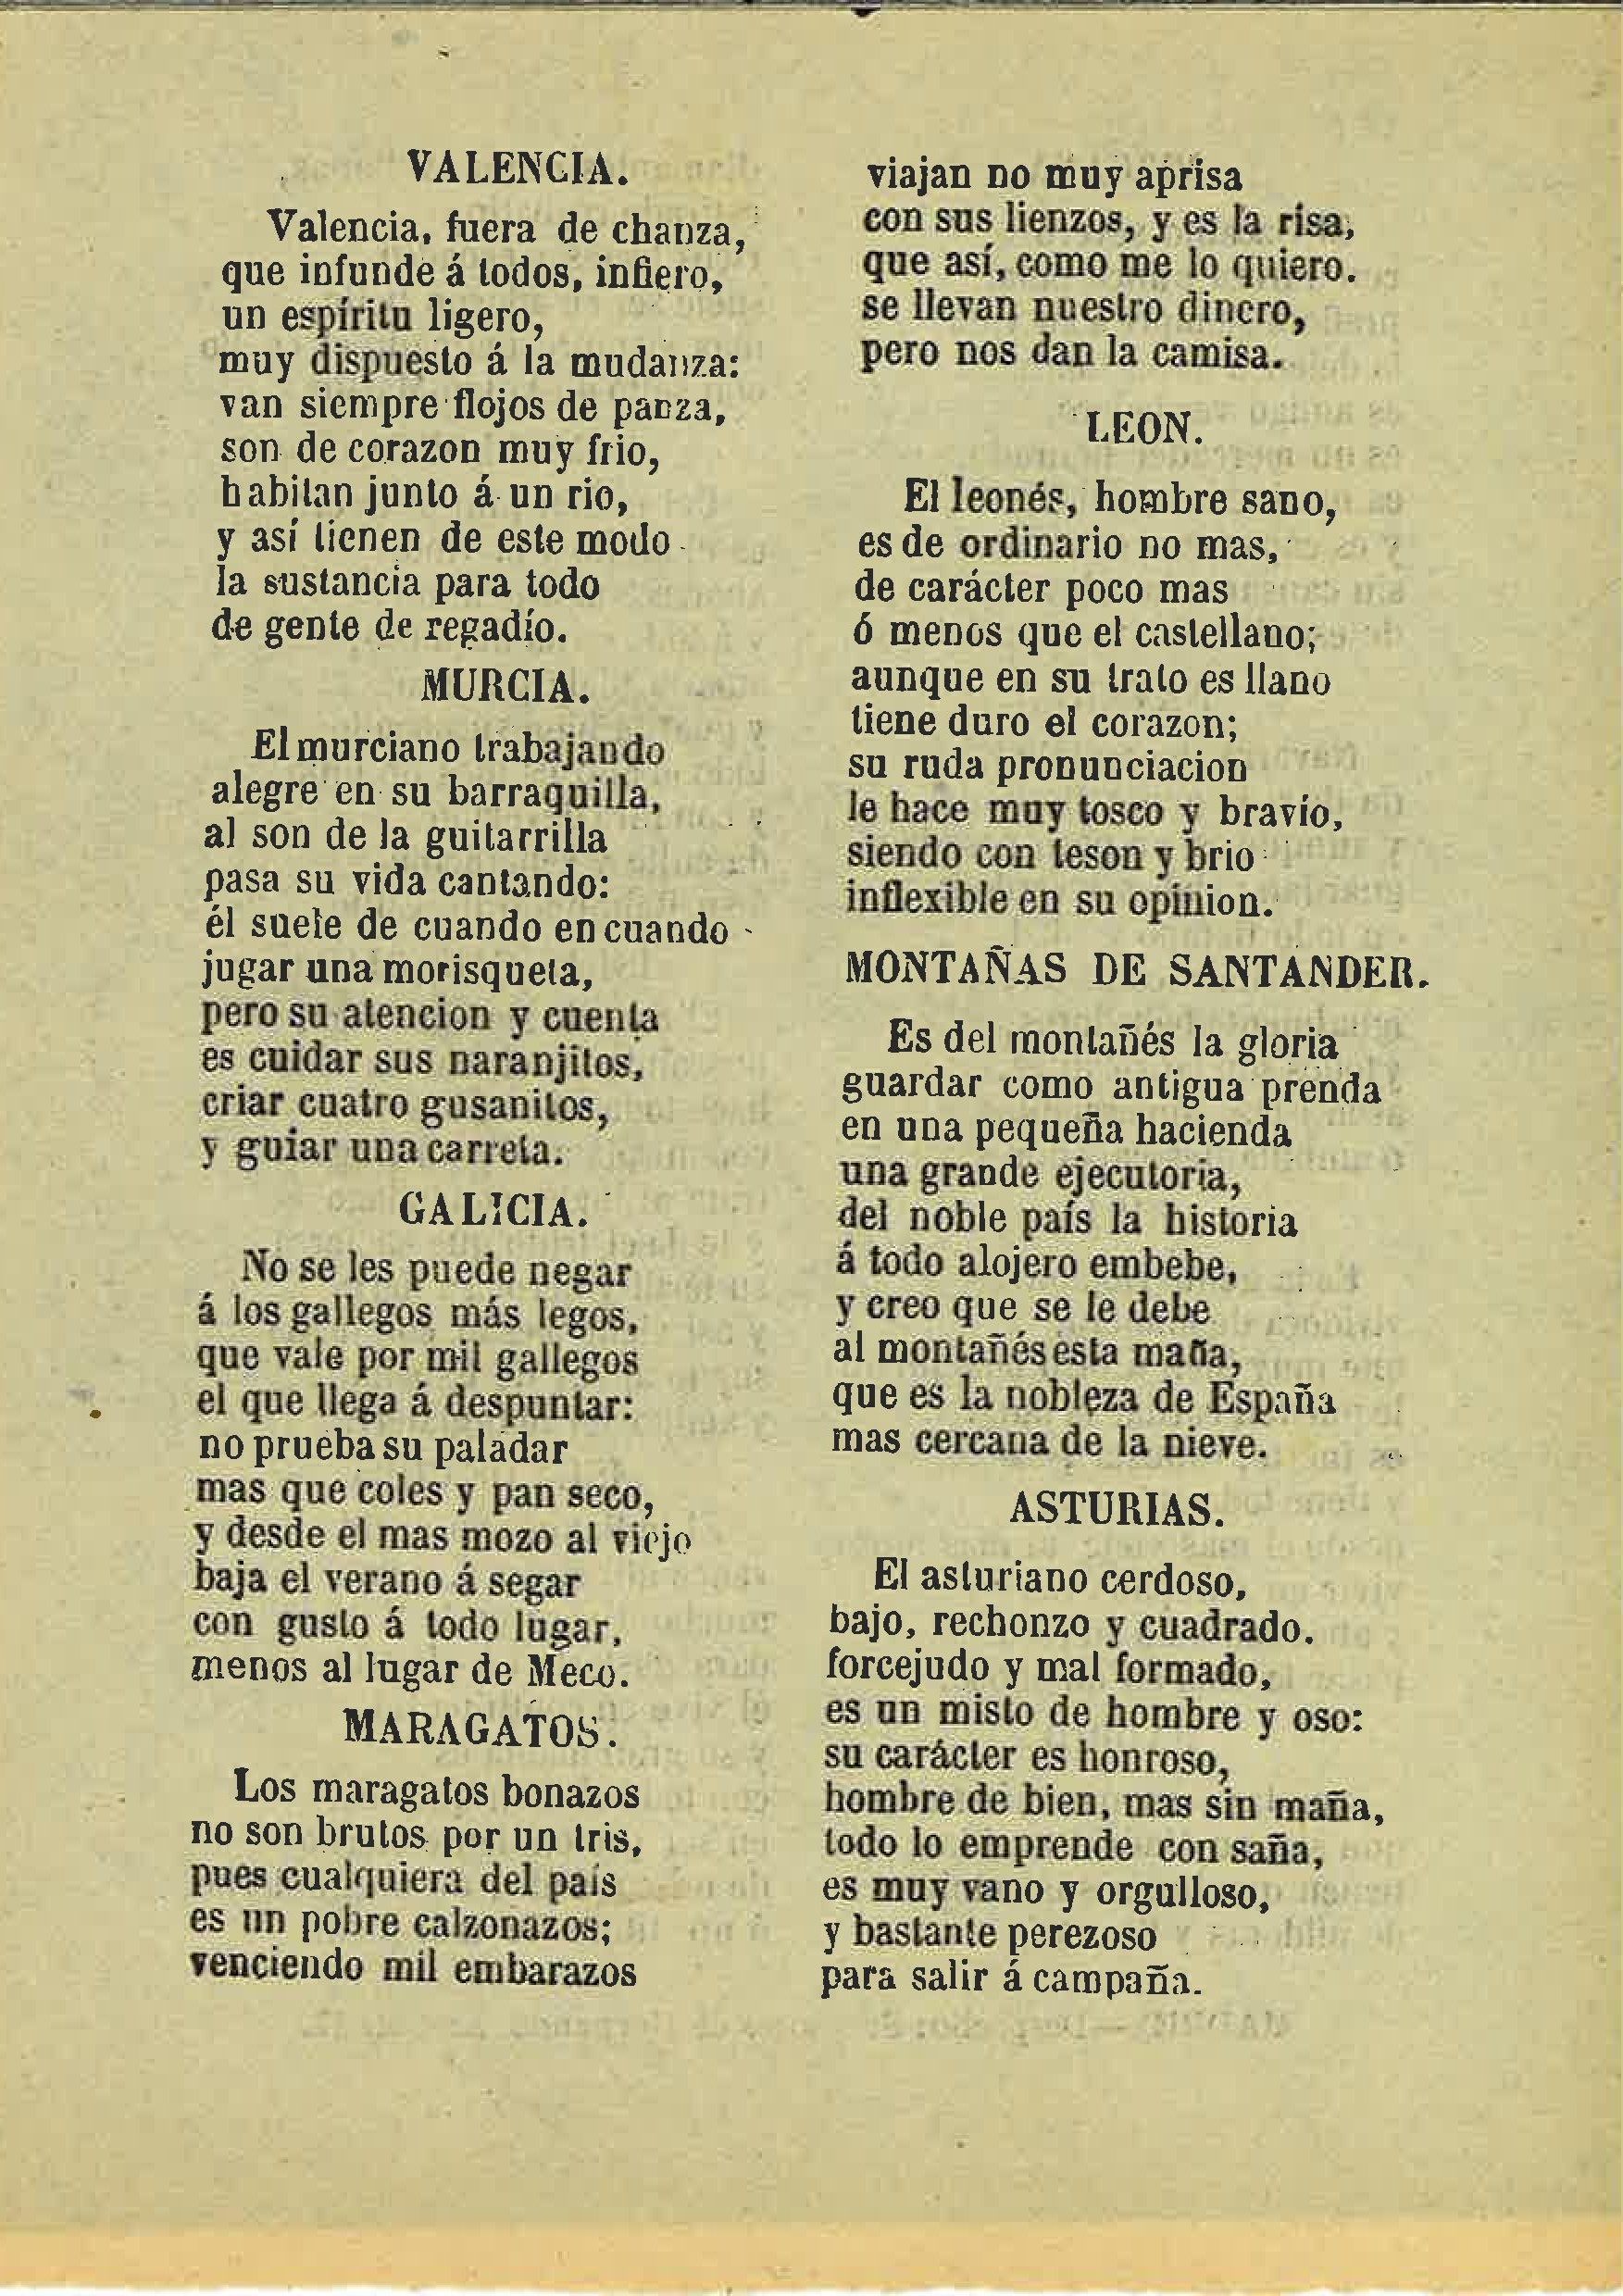 VALENCIA.
Valencia, fuera de chanza,
que infunde á todos, infiero,
un espíritu ligero,
muy dispuesto á la mudanza:
van siempre flojos de panza,
son de corazon muy frio,
habitan junto á un rio,
y así tienen de este modo
la sustancia para todo
de gente de regadío.
MURCIA.
El murciano trabajando
alegre en su barraquilla,
al son de la guitarrilla
pasa su vida cantando:
él suele de cuando en cuando
jugar una morisqueta,
pero su atencion y cuenta
es cuidar sus naranjitos,
criar cuatro gusanitos,
y guiar una carreta.
GALICIA.
No se les puede negar
á los gallegos más legos,
que vale por mil gallegos
el que llega á despuntar:
no prueba su paladar
mas que coles y pan seco,
y desde el mas mozo al viejo
baja el verano á segar
con gusto á todo lugar,
menos al lugar de Meco.
MARAGATOS.
Los maragatos bonazos
no son brutos por un tris,
pues cualquiera del país
es un pobre calzonazos;
venciendo mil embarazos
viajan no muy aprisa
con sus lienzos, y es la risa,
que así, como me lo quiero.
se llevan nuestro dinero,
pero nos dan la camisa.
LEON.
El leonés, hombre sano,
es de ordinario no mas,
de carácter poco mas
ó menos que el castellano;
aunque en su trato es llano
tiene duro el corazon;
su ruda pronunciacion
le hace muy tosco y bravío,
siendo con teson y brio
inflexible en su opinion.
MONTAÑAS DE SANTANDER.
Es del montañés la gloria
guardar como antigua prenda
en una pequeña hacienda
una grande ejecutoria,
del noble país la historia
á todo alojero embebe,
y creo que se le debe
al montañés esta maña,
que es la nobleza de España
mas cercana de la nieve.
ASTURIAS.
El asturiano cerdoso,
bajo, rechonzo y cuadrado.
forcejudo y mal formado,
es un misto de hombre y oso:
su carácter es honroso,
hombre de bien, mas sin maña,
todo lo emprende con saña,
es muy vano y orgulloso,
y bastante perezoso
para salir á campaña.